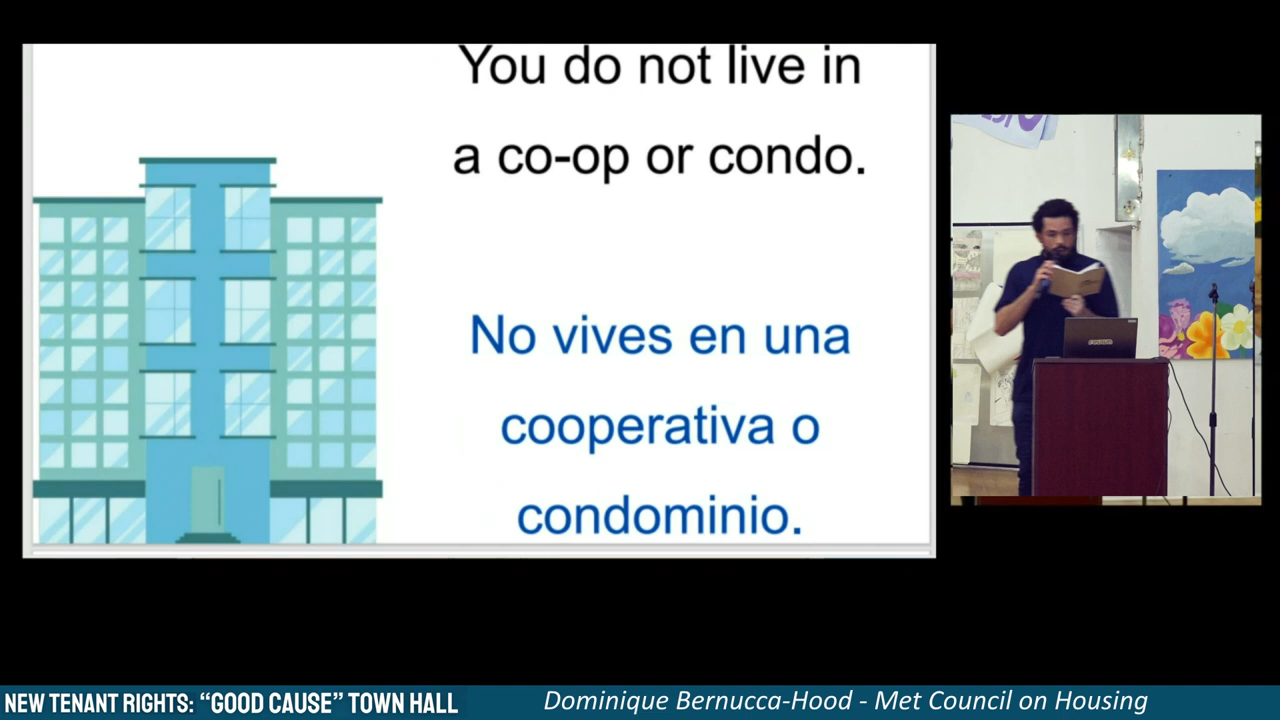 You do not live in
a co-op or condo.
No vives en una
cooperativa o
condominio.
NEW TENANT RIGHTS: “GOOD CAUSE” TOWN HALL
Dominique Bernucca-Hood - Met Council on Housing